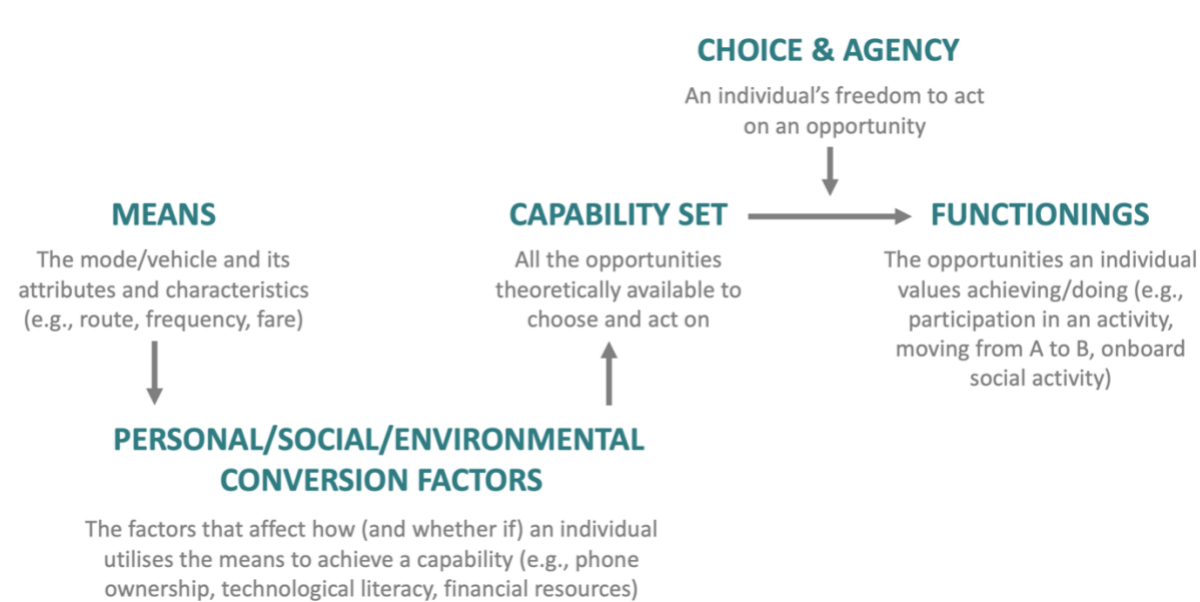 CHOICE & AGENCY
An individual's freedom to act
on an opportunity
MEANS
The mode/vehicle and its
attributes and characteristics
(e.g., route, frequency, fare)
CAPABILITY SET
All the opportunities
theoretically available to
choose and act on
FUNCTIONINGS
The opportunities an individual
values achieving/doing (e.g.,
participation in an activity,
moving from A to B, onboard
social activity)
PERSONAL/SOCIAL/ENVIRONMENTAL
CONVERSION FACTORS
The factors that affect how (and whether if) an individual
utilises the means to achieve a capability (e.g., phone
ownership, technological literacy, financial resources)